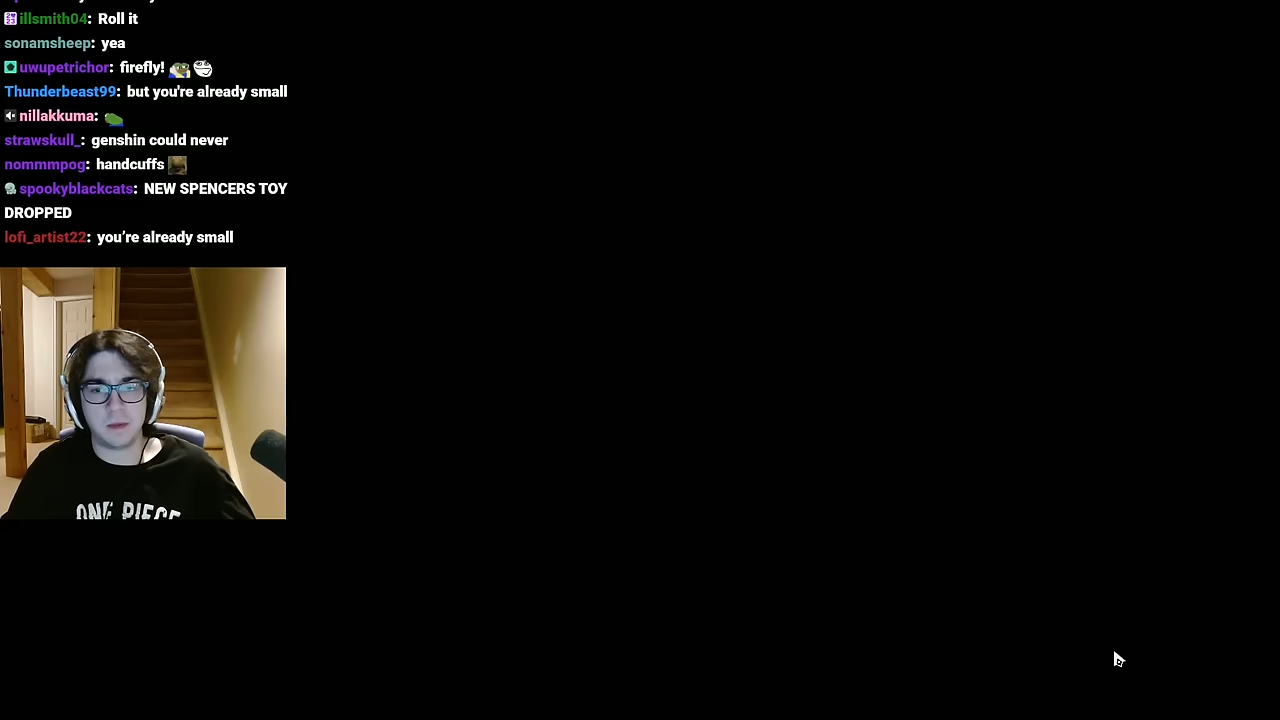 illsmith04: Roll it
sonamsheep: yea
uwupetrichor: firefly!
Thunderbeast99: but you're already small
nillakkuma:
strawskull_: genshin could never
nommmpog: handcuffs
spookyblackcats: NEW SPENCERS TOY
DROPPED
lofi_artist22: you’re already small
ONE PIECE